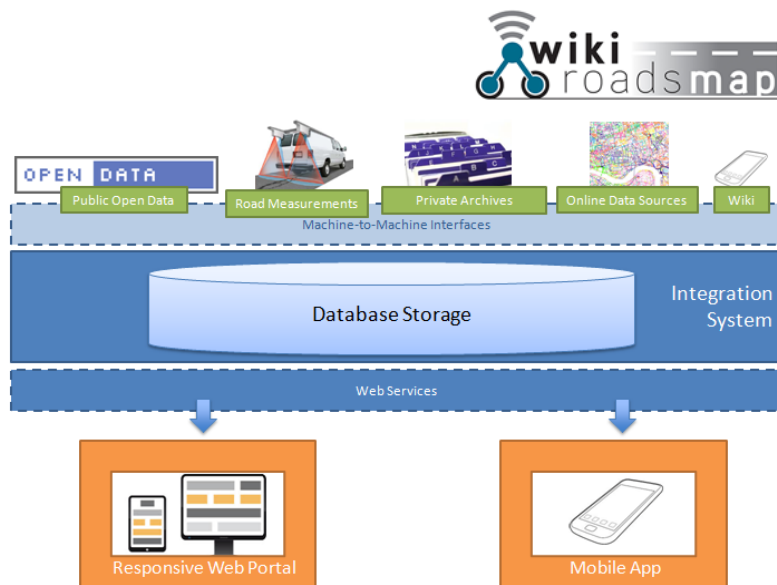 wiki
roadsmap
OPEN DATA
Public Open Data
Road Measurements
Private Archives
Online Data Sources
Wiki
Machine-to-Machine Interfaces
Database Storage
Integration
System
Web Services
Responsive Web Portal
Mobile App